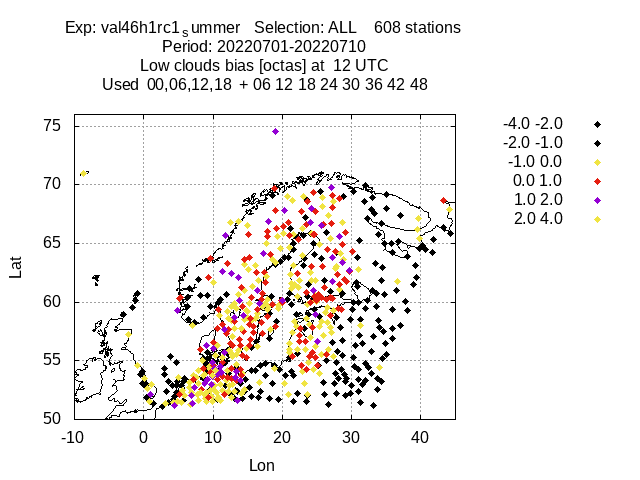 Exp: val46h1rc1summer Selection: ALL 608 stations
Period: 20220701-20220710
Low clouds bias [octas] at 12 UTC
Used 00,06,12,18 + 06 12 18 24 30 36 42 48
-4.0 -2.0
-2.0 -1.0
-1.0 0.0
0.0 1.0
1.0 2.0
2.0 4.0
75
70
65
60
55
50
Lat
-10 0 10 20 30 40
Lon